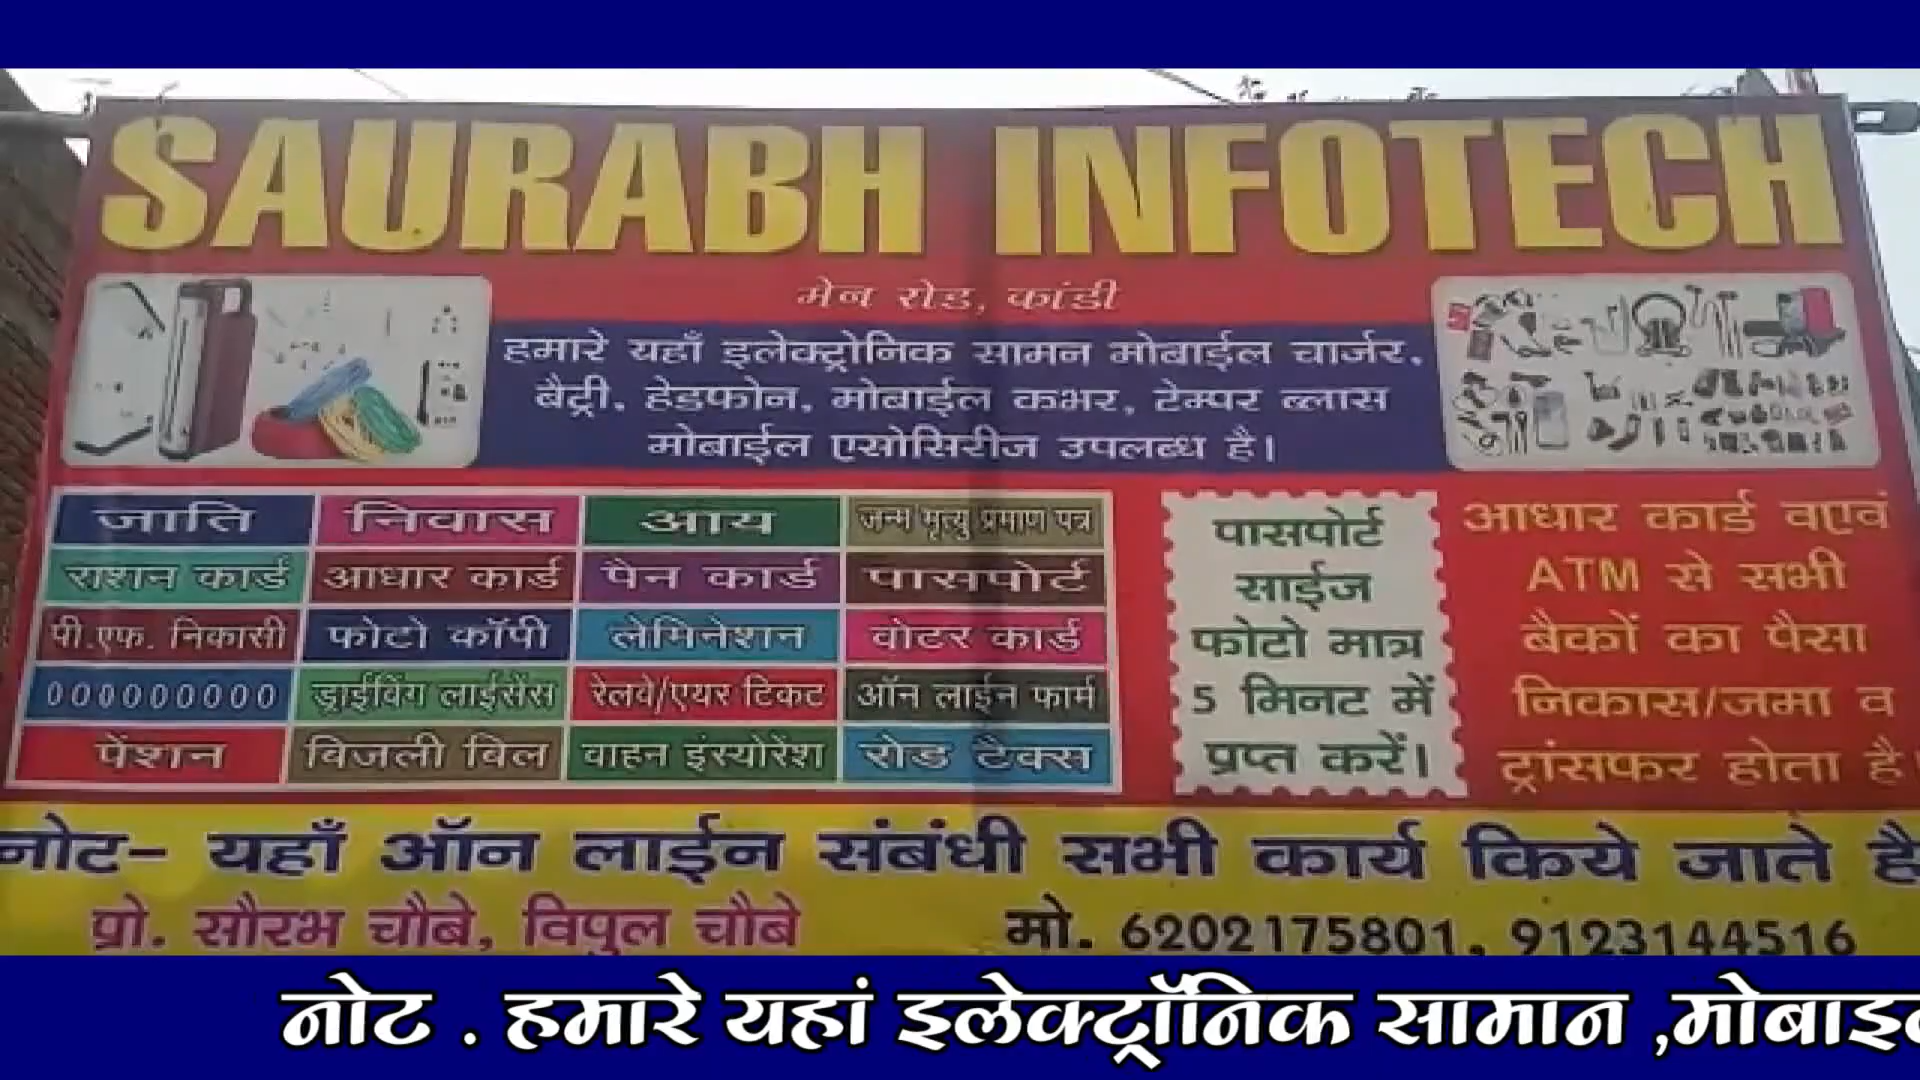 SAURABH INFOTECH
मेन रोड, कांडी
हमारे यहाँ इलेक्ट्रोनिक सामन मोबाईल चार्जर,
बैट्री, हेडफोन, मोबाईल कभर, टेम्पर ब्लास
मोबाईल एसोसिरीज उपलब्ध है।
जाति निवास आय जन्म मृत्यु प्रमाण पत्र
राशन कार्ड आधार कार्ड पैन कार्ड पासपोर्ट
पी.एफ. निकासी फोटो कॉपी लेमिनेशन वोटर कार्ड
0000000000 ड्राईविंग लाईसेंस रेलवे/एयर टिकट ऑन लाईन फार्म
पेंशन बिजली बिल वाहन इंस्योरेंश रोड टैक्स
पासपोर्ट
साईज
फोटो मात्र
5 मिनट में
प्रप्त करें।
आधार कार्ड वएवं
ATM से सभी
बैकों का पैसा
निकास/जमा व
ट्रांसफर होता है।
नोट- यहाँ ऑन लाईन संबंधी सभी कार्य किये जाते है
प्रो. सौरभ चौबे, विपुल चौबे मो. 6202175801, 9123144516
नोट . हमारे यहां इलेक्ट्रॉनिक सामान ,मोबाइल